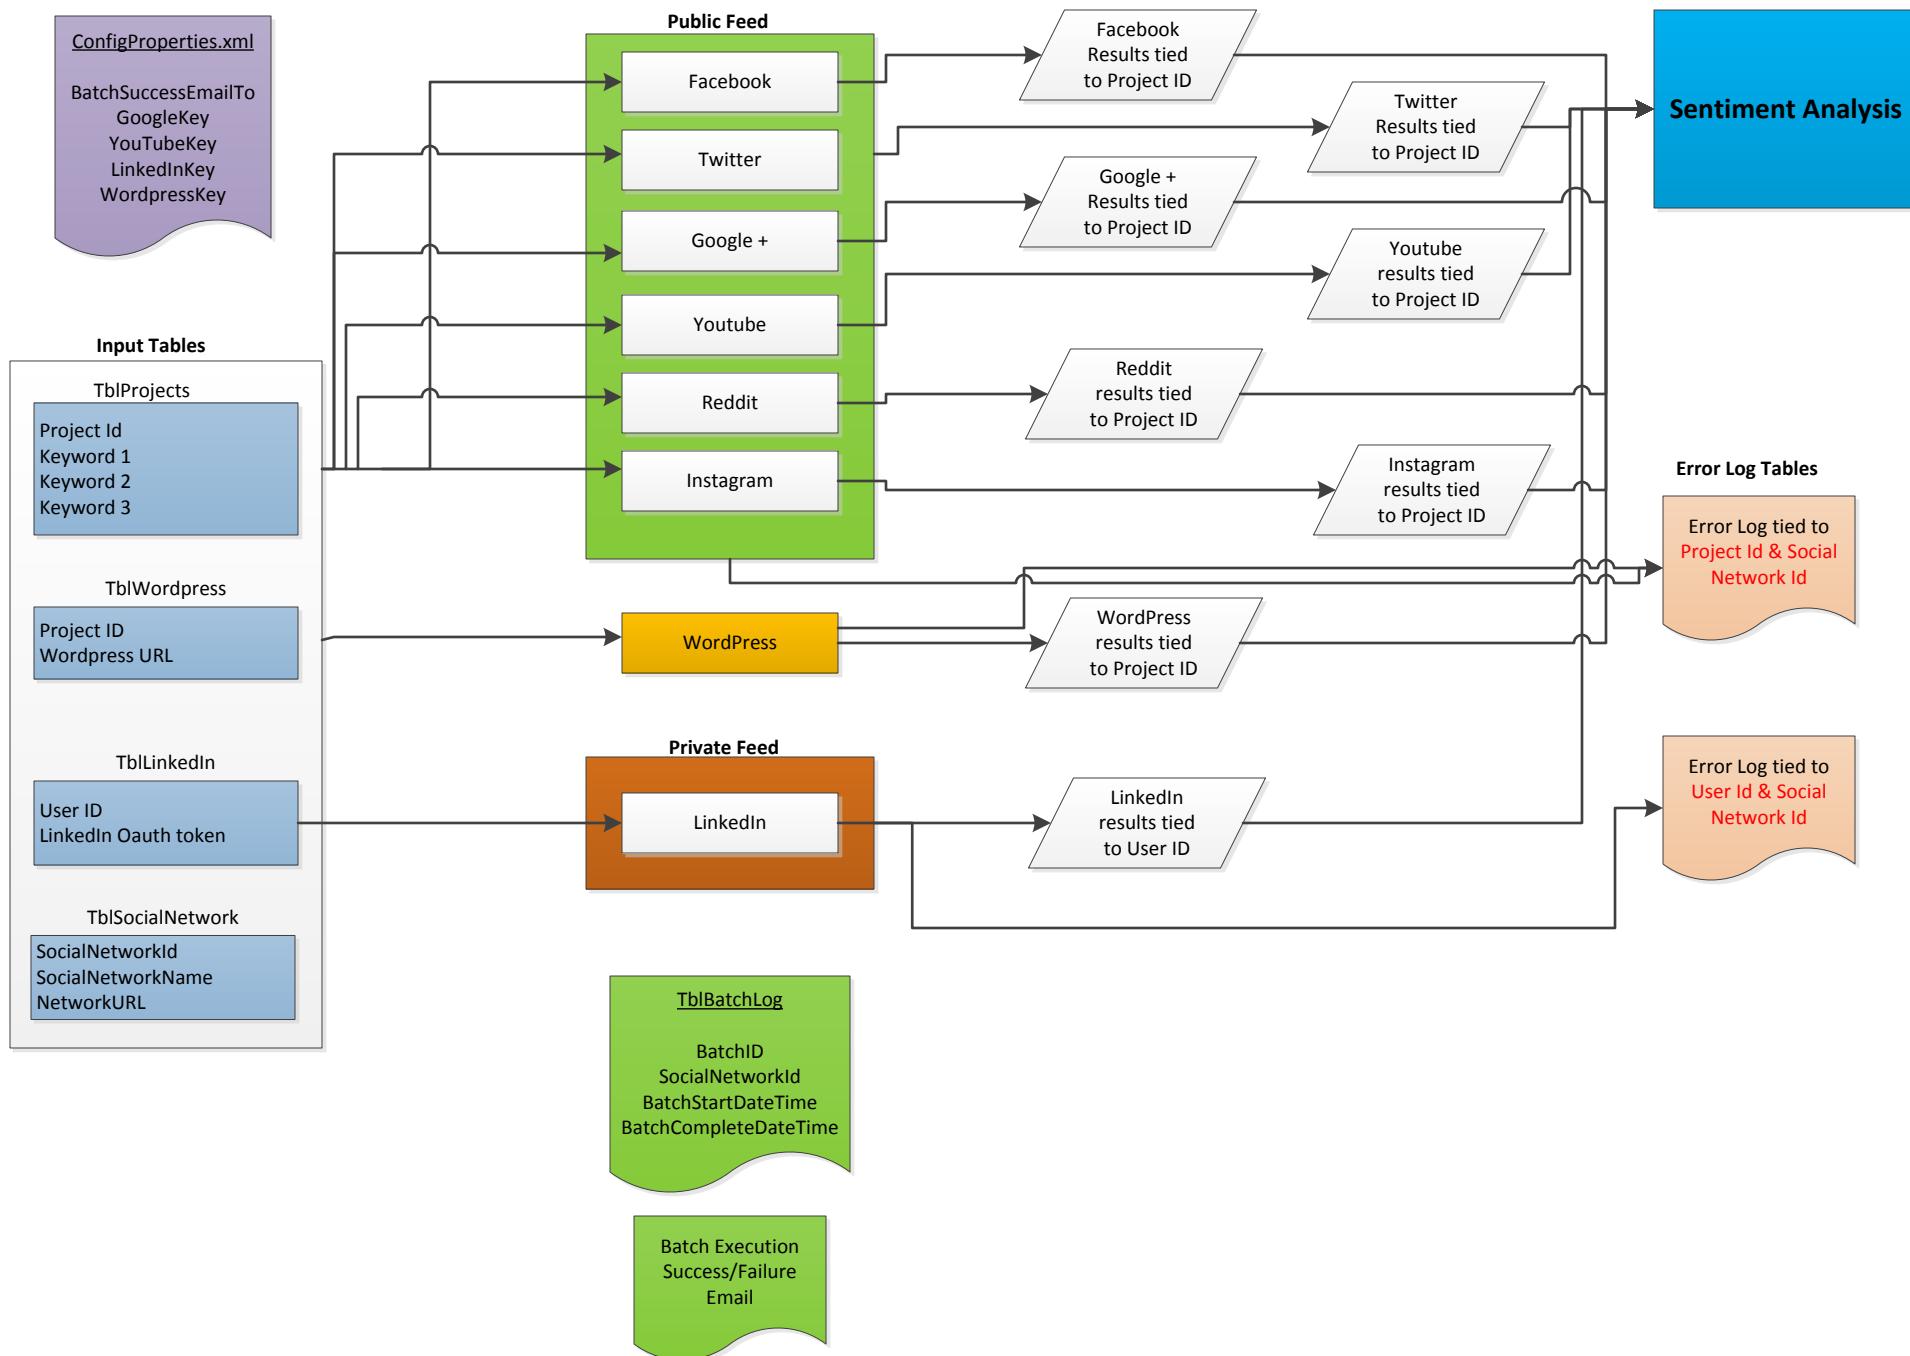 ConfigProperties.xml
BatchSuccessEmailTo
GoogleKey
YouTubeKey
LinkedInKey
WordpressKey
Public Feed
Facebook
Twitter
Google +
Youtube
Reddit
Instagram
Facebook
Results tied
to Project ID
Twitter
Results tied
to Project ID
Google +
Results tied
to Project ID
Youtube
results tied
to Project ID
Reddit
results tied
to Project ID
Instagram
results tied
to Project ID
Sentiment Analysis
Input Tables
TblProjects
Project Id
Keyword 1
Keyword 2
Keyword 3
TblWordpress
Project ID
Wordpress URL
TblLinkedIn
User ID
LinkedIn Oauth token
TblSocialNetwork
SocialNetworkId
SocialNetworkName
NetworkURL
WordPress
WordPress
results tied
to Project ID
Private Feed
LinkedIn
LinkedIn
results tied
to User ID
Error Log Tables
Error Log tied to
Project Id & Social
Network Id
Error Log tied to
User Id & Social
Network Id
TblBatchLog
BatchID
SocialNetworkId
BatchStartDateTime
BatchCompleteDateTime
Batch Execution
Success/Failure
Email